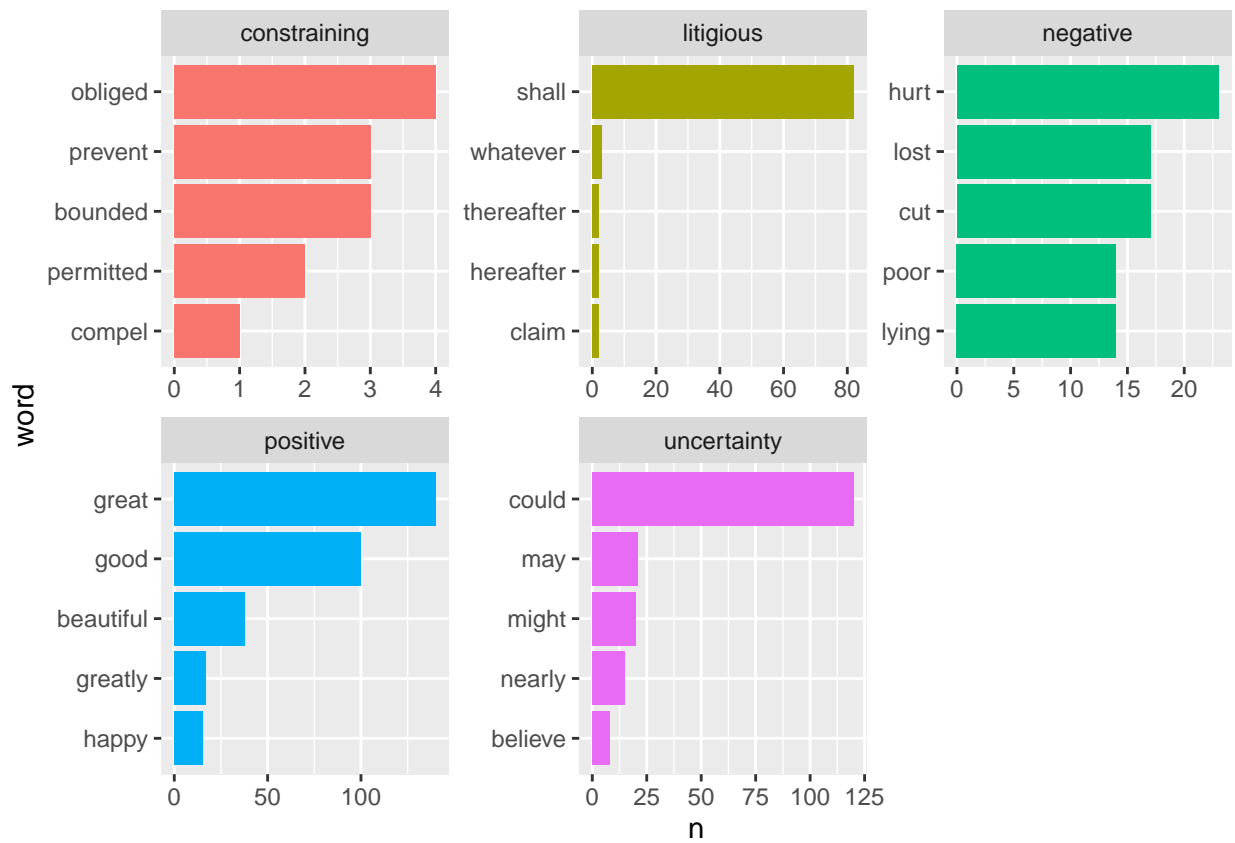 constraining
obliged
prevent
bounded
permitted
compel
0 1 2 3 4
litigious
shall
whatever
thereafter
hereafter
claim
0 20 40 60 80
negative
hurt
lost
cut
poor
lying
0 5 10 15 20
word
positive
great
good
beautiful
greatly
happy
0 50 100
uncertainty
could
may
might
nearly
believe
0 25 50 75 100 125
n